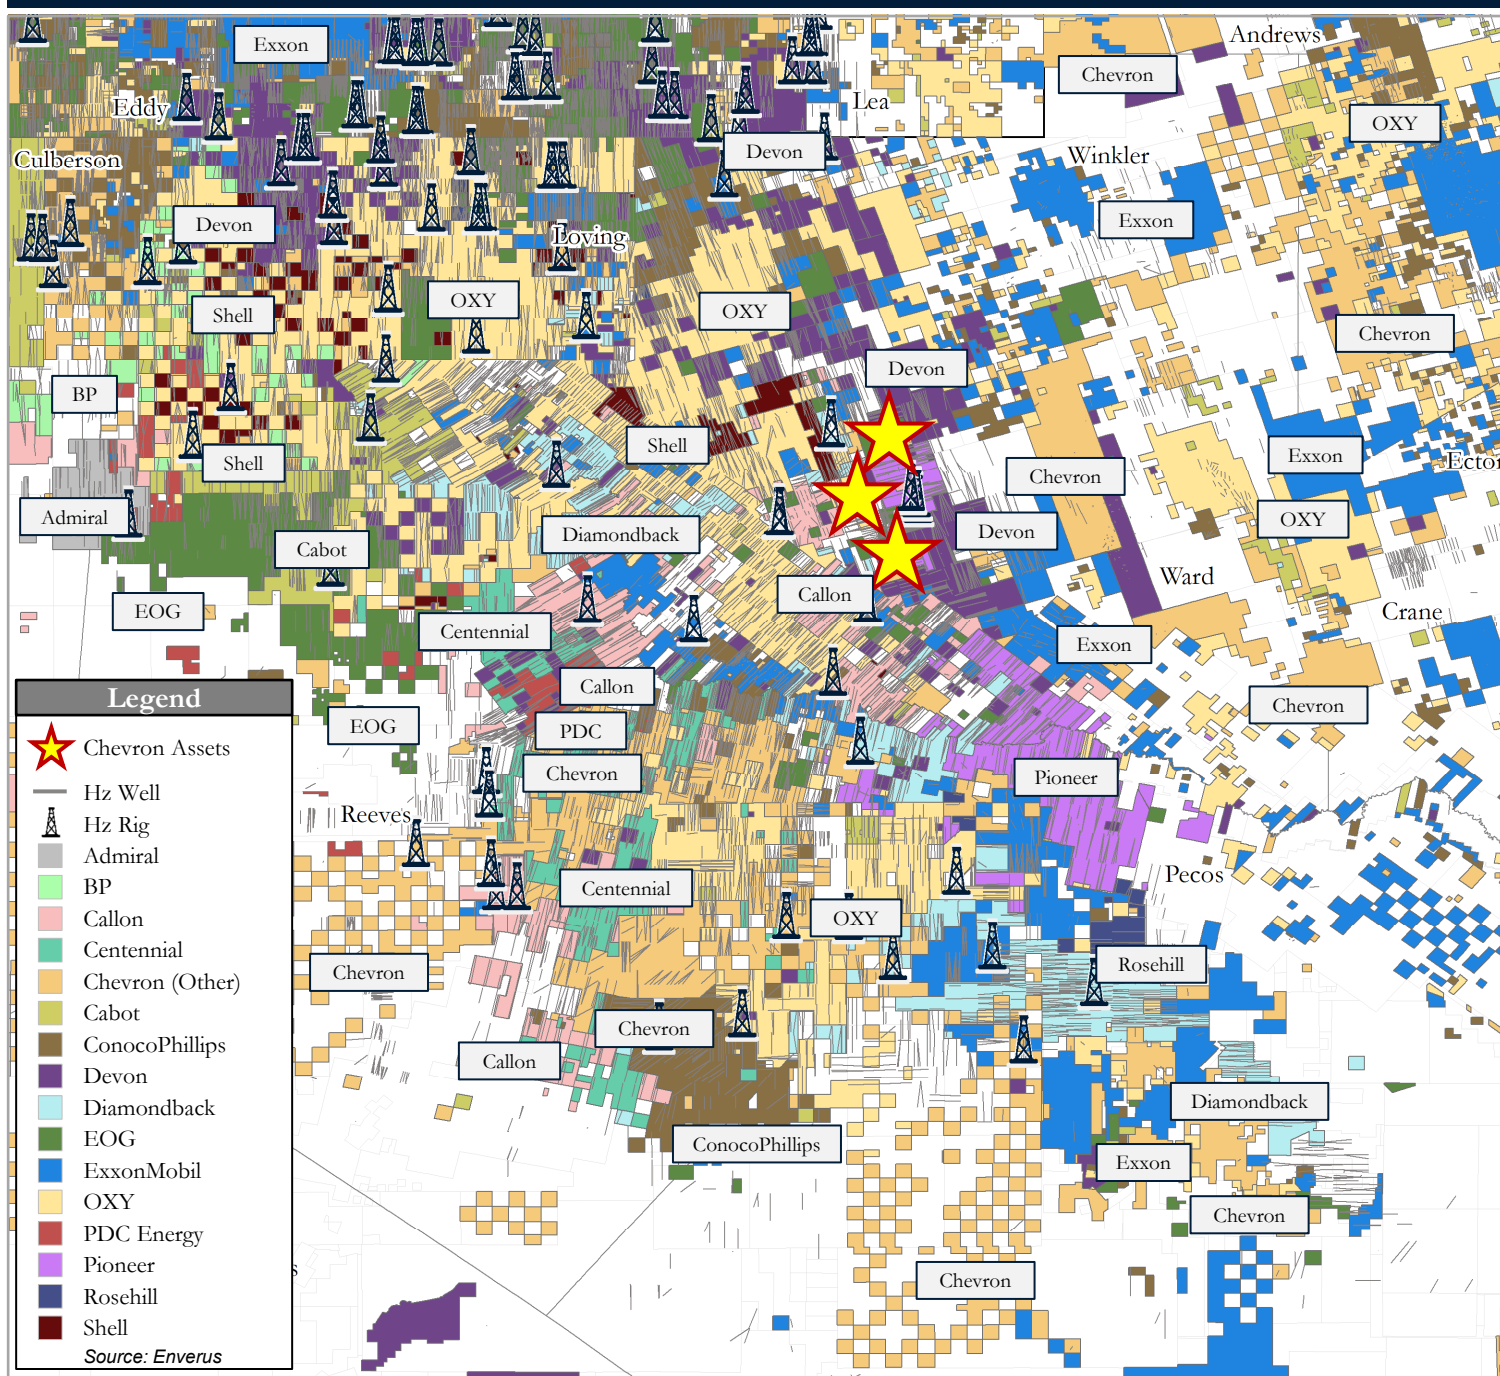 Exxon
Andrews
Chevron
Eddy
Lea
OXY
Culberson
Devon
Winkler
Devon
Exxon
Loving
Shell
OXY
OXY
Chevron
BP
Devon
Shell
Shell
Exxon
Ector
Chevron
Admiral
Diamondback
Devon
OXY
Cabot
Ward
Callon
EOG
Crane
Centennial
Exxon
Callon
Chevron
EOG
PDC
Chevron
Pioneer
Reeves
Pecos
Centennial
OXY
Rosehill
Chevron
Chevron
Callon
Diamondback
ConocoPhillips
Exxon
Chevron
Chevron
s
Legend
Chevron Assets
Hz Well
Hz Rig
Admiral
BP
Callon
Centennial
Chevron (Other)
Cabot
ConocoPhillips
Devon
Diamondback
EOG
ExxonMobil
OXY
PDC Energy
Pioneer
Rosehill
Shell
Source: Enverus